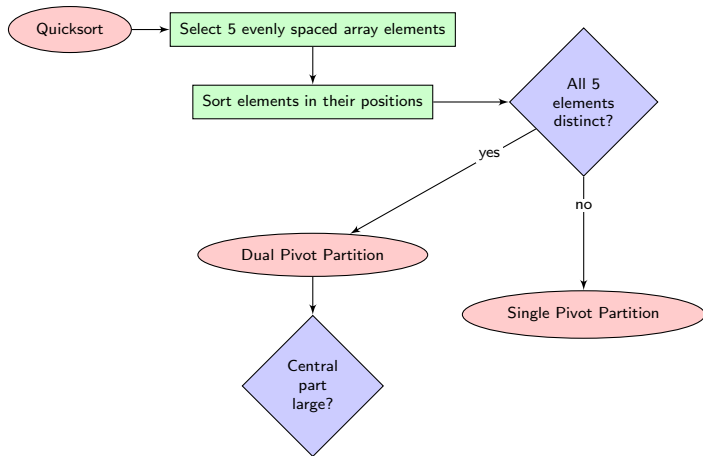 Quicksort
Select 5 evenly spaced array elements
Sort elements in their positions
All 5
elements
distinct?
yes
no
Dual Pivot Partition
Single Pivot Partition
Central
part
large?